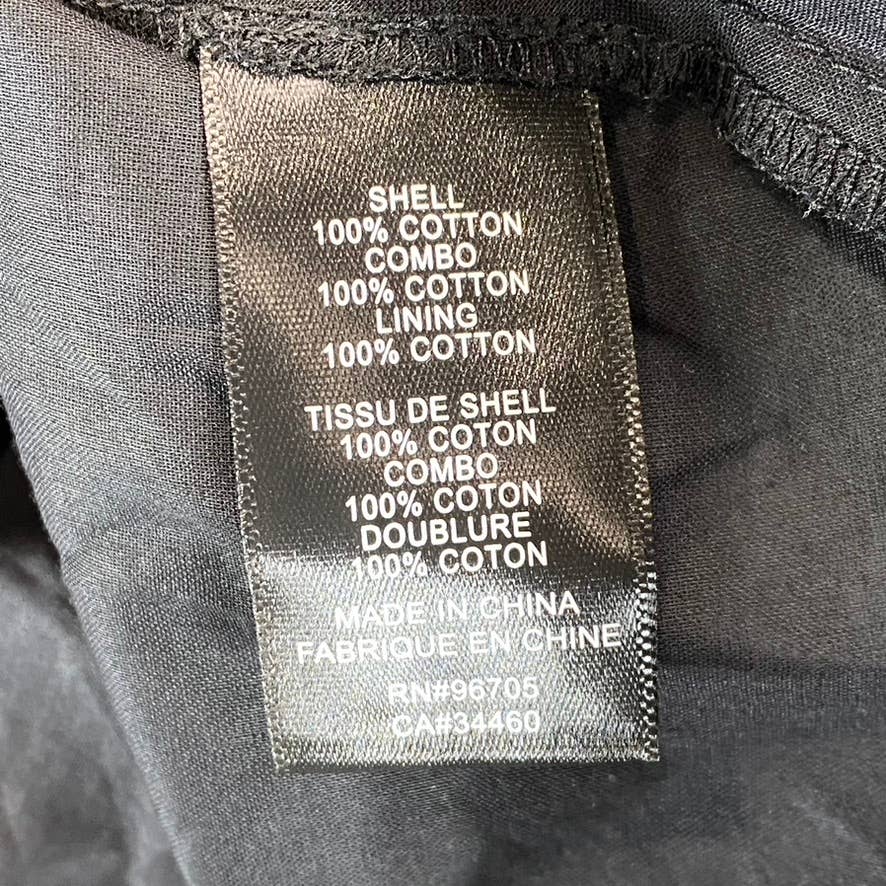 SHELL
100% COTTON
COMBO
100% COTTON
LINING
100% COTTON
TISSU DE SHELL
100% COTON
COMBO
100% COTON
DOUBLURE
100% COTON
MADE IN CHINA
FABRIQUE EN CHINE
RN#96705
CA#34460